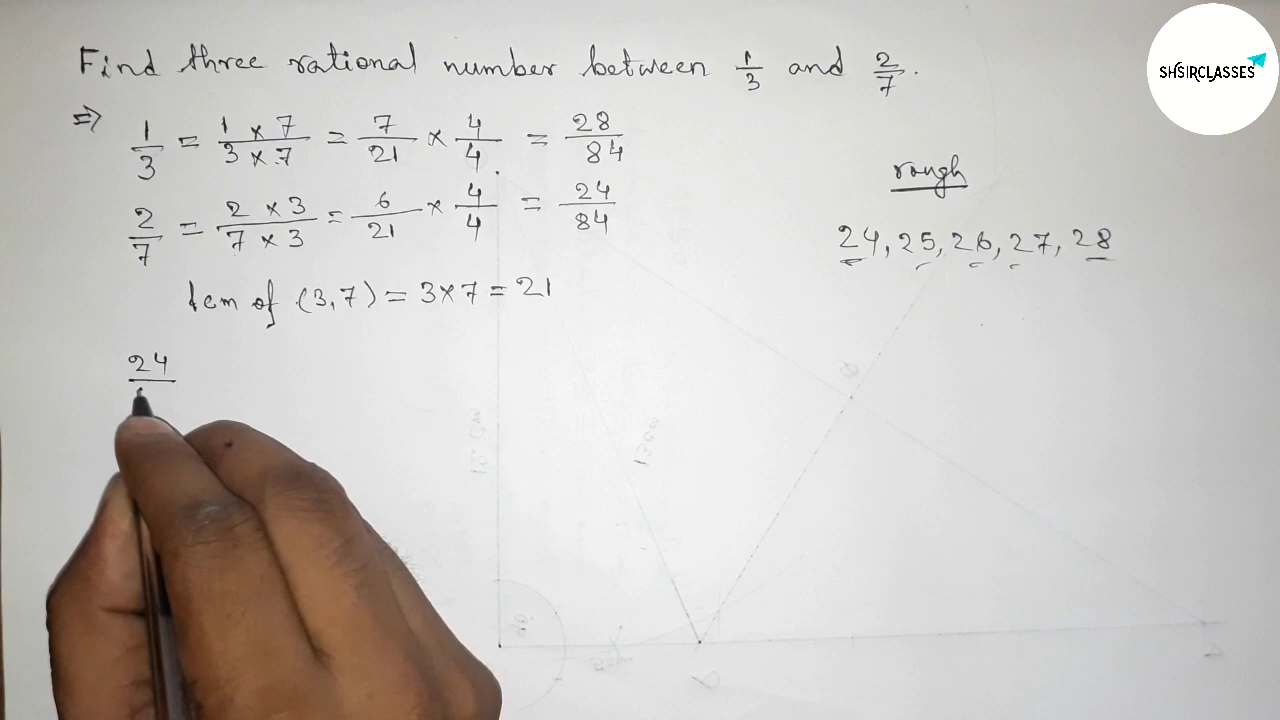 Find three rational number between 1/3 and 2/7.
SHSIRCLASSES
⇒ 1/3 = 1 × 7 / 3 × 7 = 7/21 × 4/4 = 28/84
rough
2/7 = 2 × 3 / 7 × 3 = 6/21 × 4/4 = 24/84
24, 25, 26, 27, 28
lcm of (3,7) = 3×7 = 21
24